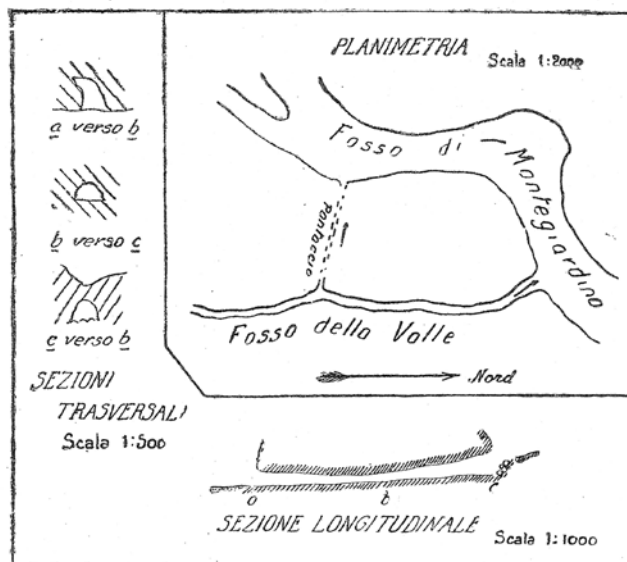 PLANIMETRIA
Scala 1:2000
a verso b
b verso c
c verso b
SEZIONI
TRASVERSALI
Scala 1:500
Fosso di Montegiardino
Pontaccio
Fosso della Valle
Nord
a
b
c
SEZIONE LONGITUDINALE
Scala 1:1000